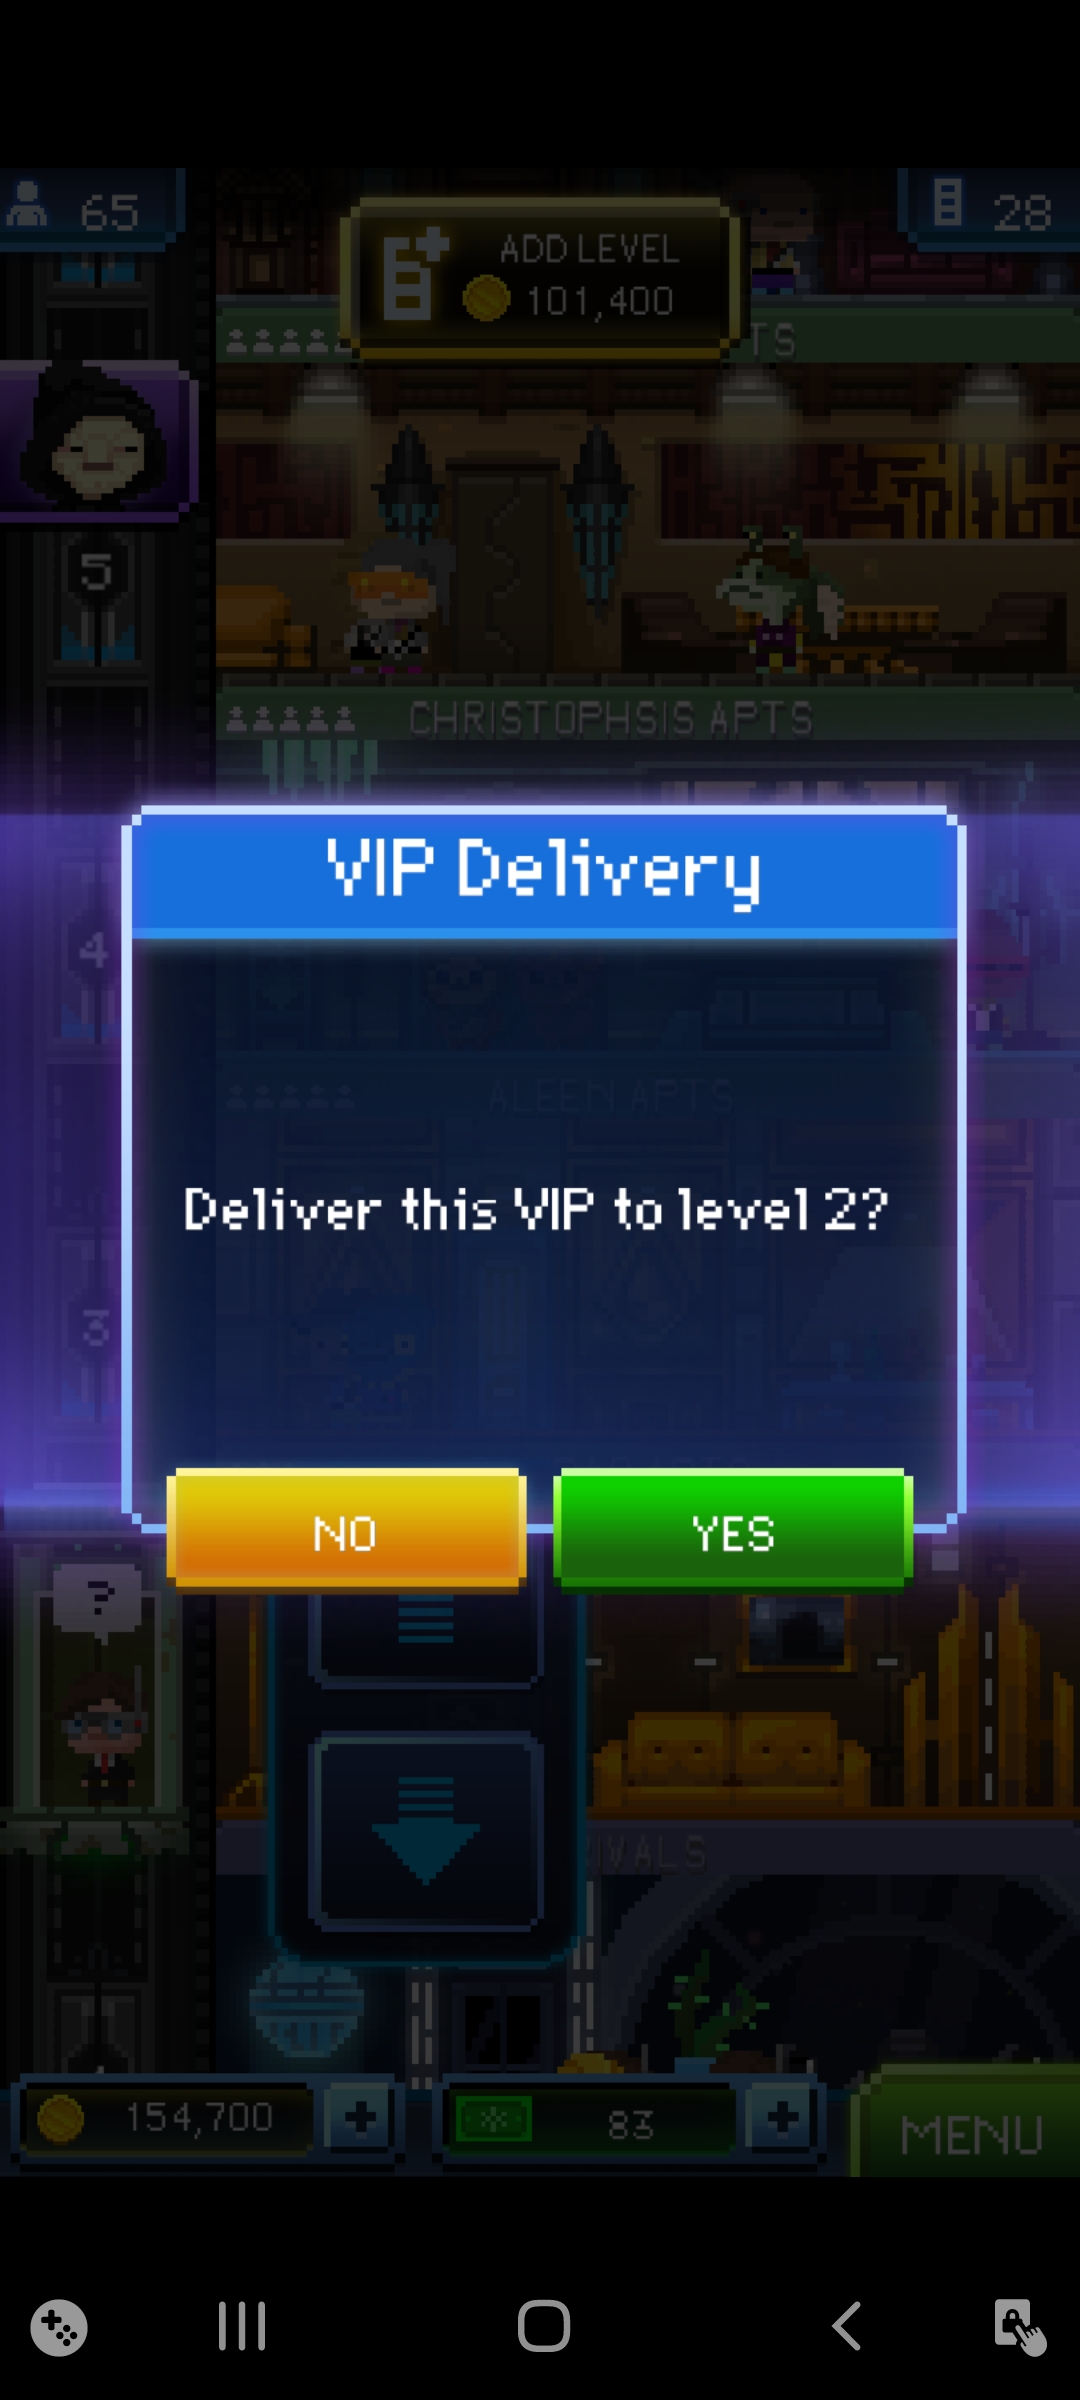 65
ADD LEVEL
101,400
28
TS
5
CHRISTOPHSIS APTS
VIP Delivery
4
ALEEN APTS
Deliver this VIP to level 2?
3
NO
YES
?
IVALS
154,700
83
MENU